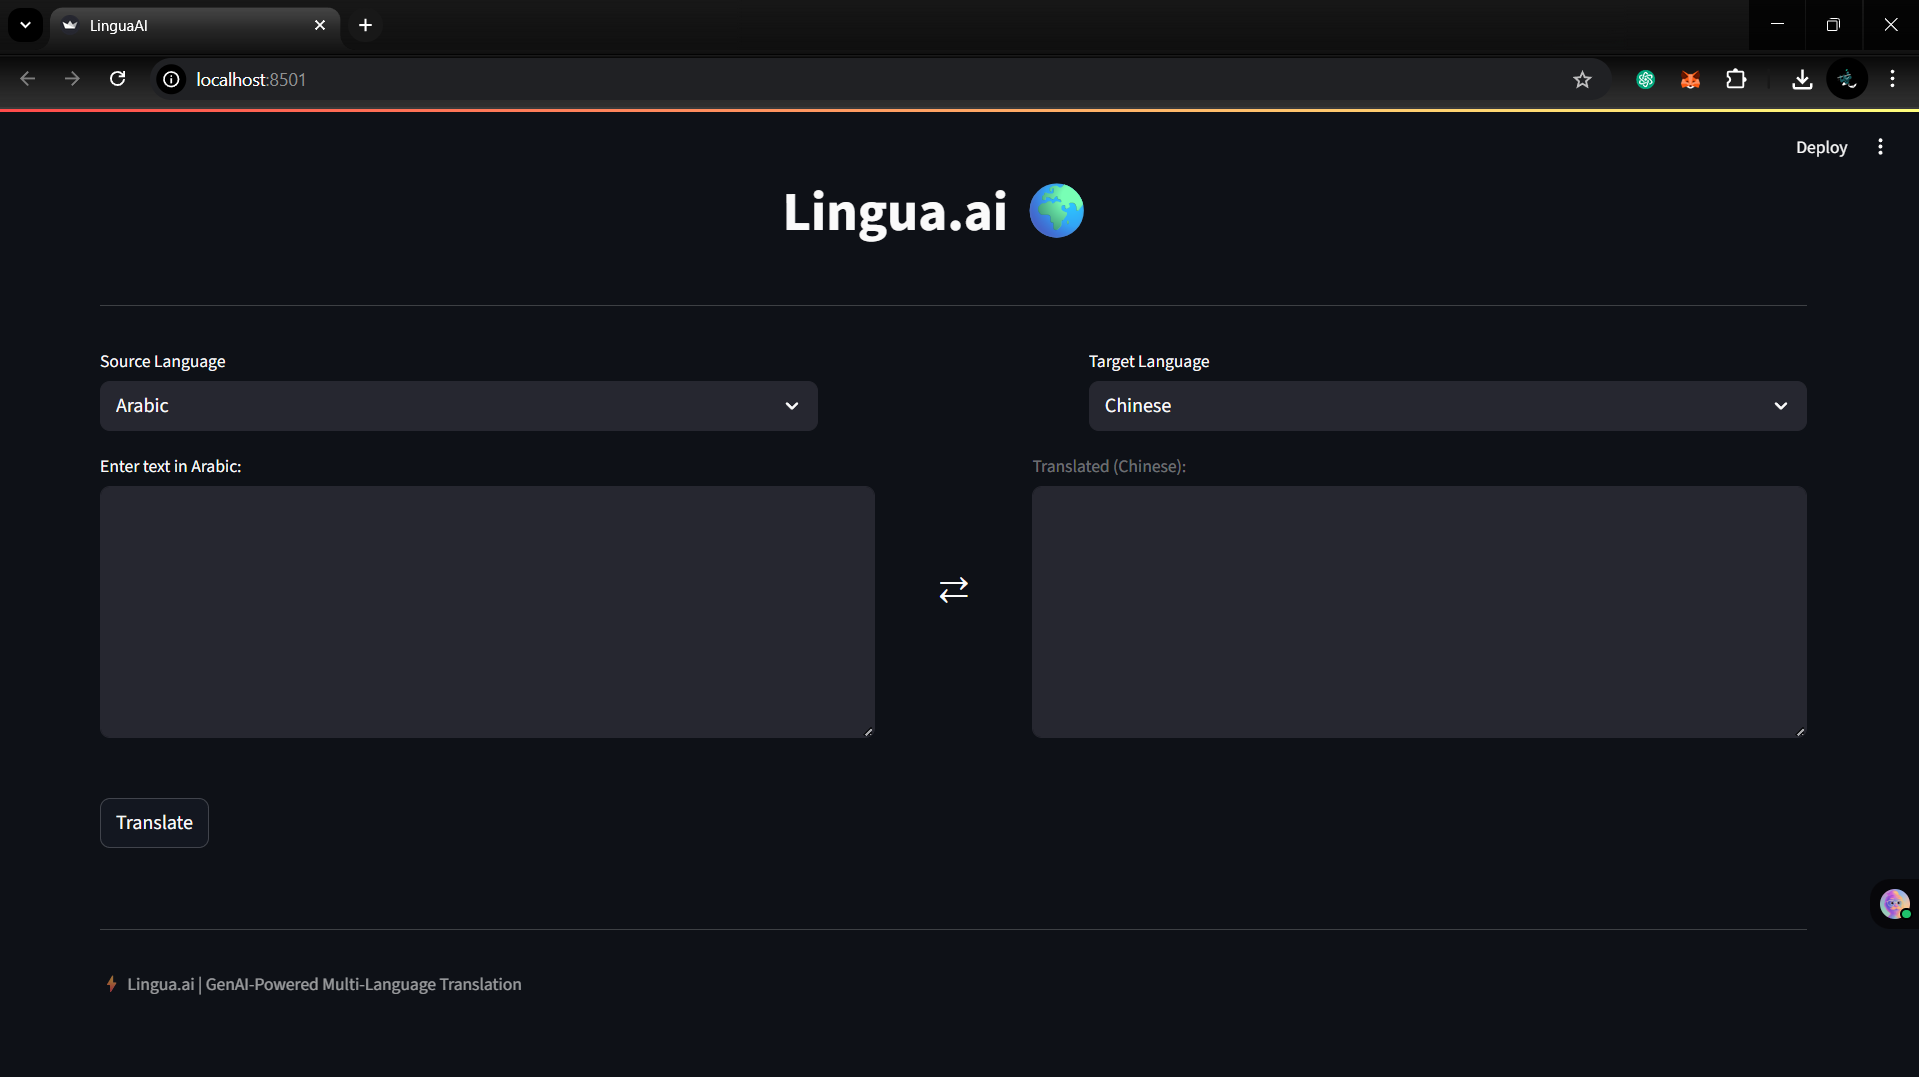 LinguaAI
localhost:8501
Deploy
Lingua.ai
Source Language
Target Language
Arabic
Chinese
Enter text in Arabic:
Translated (Chinese):
Translate
Lingua.ai | GenAI-Powered Multi-Language Translation